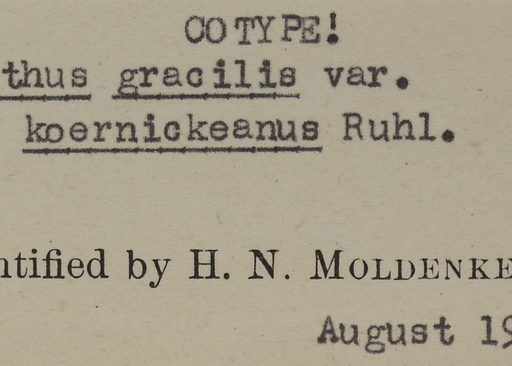 COTYPE!
thus gracilis var.
koernickeanus Ruhl.
ntified by H. N. MOLDENKE
August 19